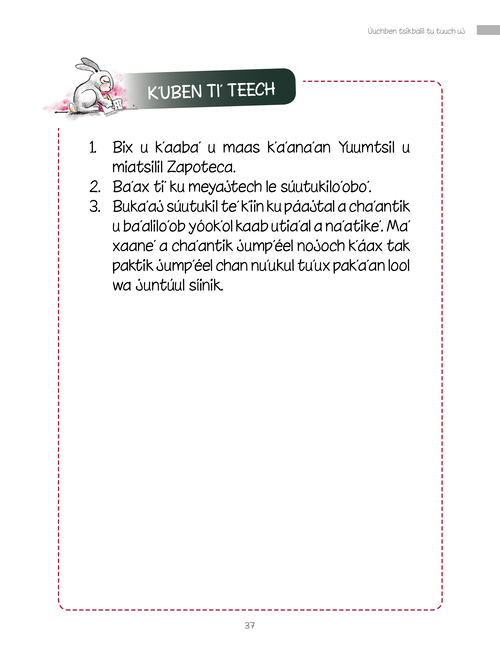 Úuchben tsikbalil tu tuuch uj
K'UBEN TI' TEECH
1. Bix u k'aaba' u maas k'a'ana'an Yuumtsil u
miatsilil Zapoteca.
2. Ba'ax ti' ku meyajtech le súutukilo'obo'.
3. Buka'aj súutukil te' k'iin ku páajtal a cha'antik
u ba'alilo'ob yóok'ol kaab utia'al a na'atike'. Ma'
xaane' a cha'antik jump'éel nojoch k'áax tak
paktik jump'éel chan nu'ukul tu'ux pak'a'an lool
wa juntúul síinik.
37